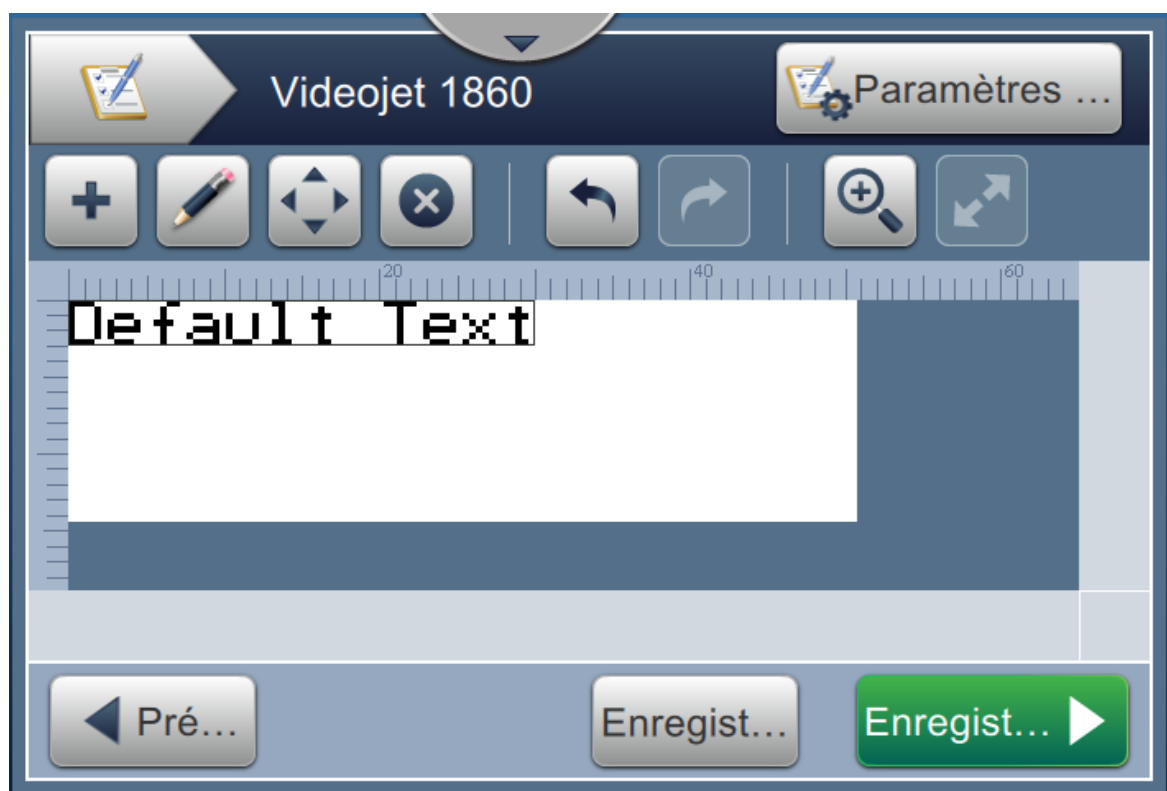 Videojet 1860
Paramètres ...
20 40 60
Default Text
Pré...
Enregist...
Enregist...